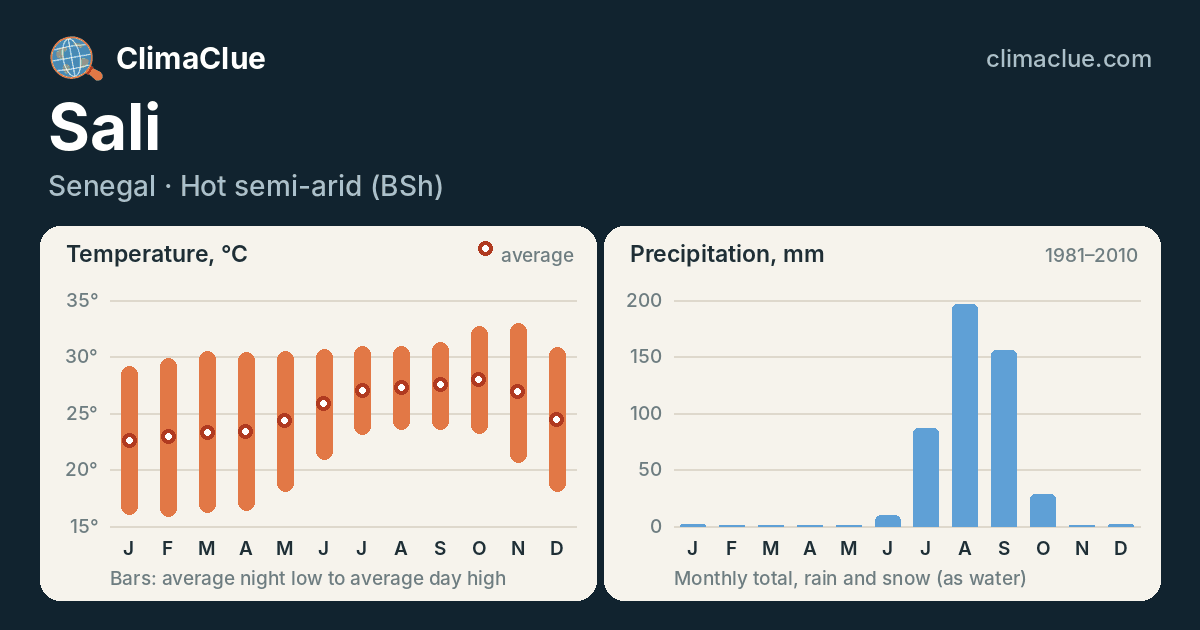 ClimaClue
climaclue.com
Sali
Senegal · Hot semi-arid (BSh)
Temperature, °C
average
35°
30°
25°
20°
15°
J F M A M J J A S O N D
Bars: average night low to average day high
Precipitation, mm
1981–2010
200
150
100
50
0
J F M A M J J A S O N D
Monthly total, rain and snow (as water)